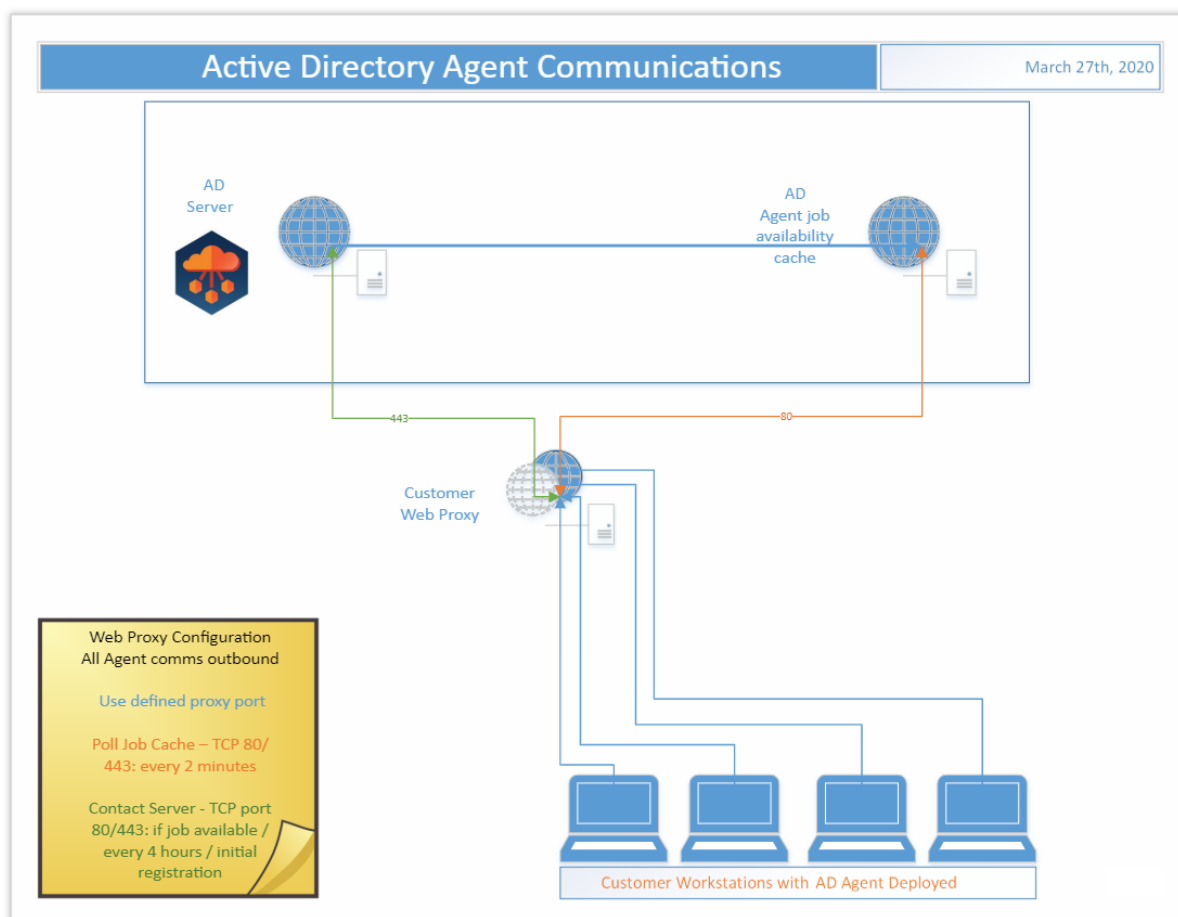 Active Directory Agent Communications
March 27th, 2020
AD
Server
AD
Agent job
availability
cache
443
80
Customer
Web Proxy
Web Proxy Configuration
All Agent comms outbound
Use defined proxy port
Poll Job Cache – TCP 80/
443: every 2 minutes
Contact Server - TCP port
80/443: if job available /
every 4 hours / initial
registration
Customer Workstations with AD Agent Deployed